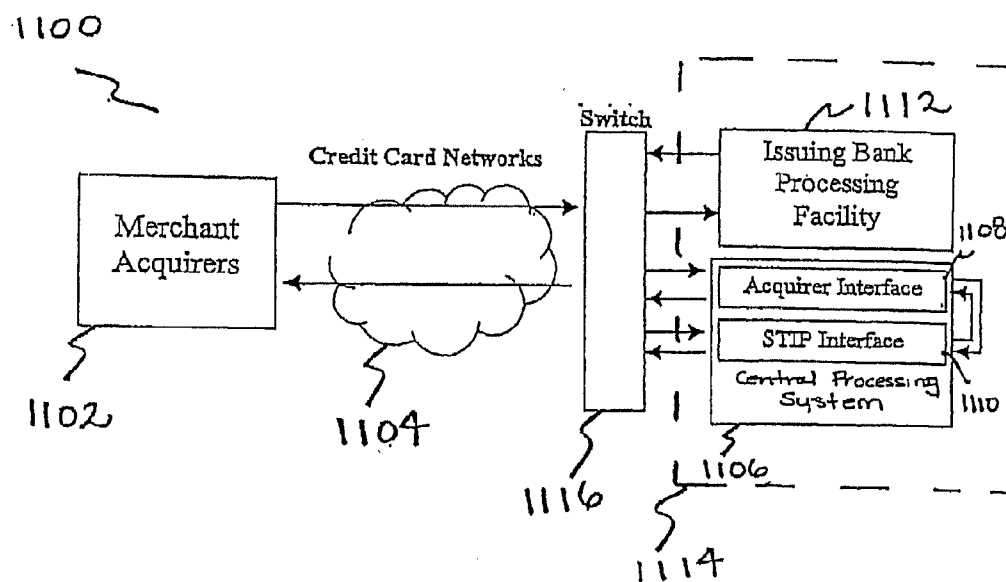 1100
1112
Switch
Credit Card Networks
Issuing Bank
Processing
Facility
1108
Merchant
Acquirers
Acquirer Interface
STIP Interface
Central Processing
System
1110
1102
1104
1106
1116
1114